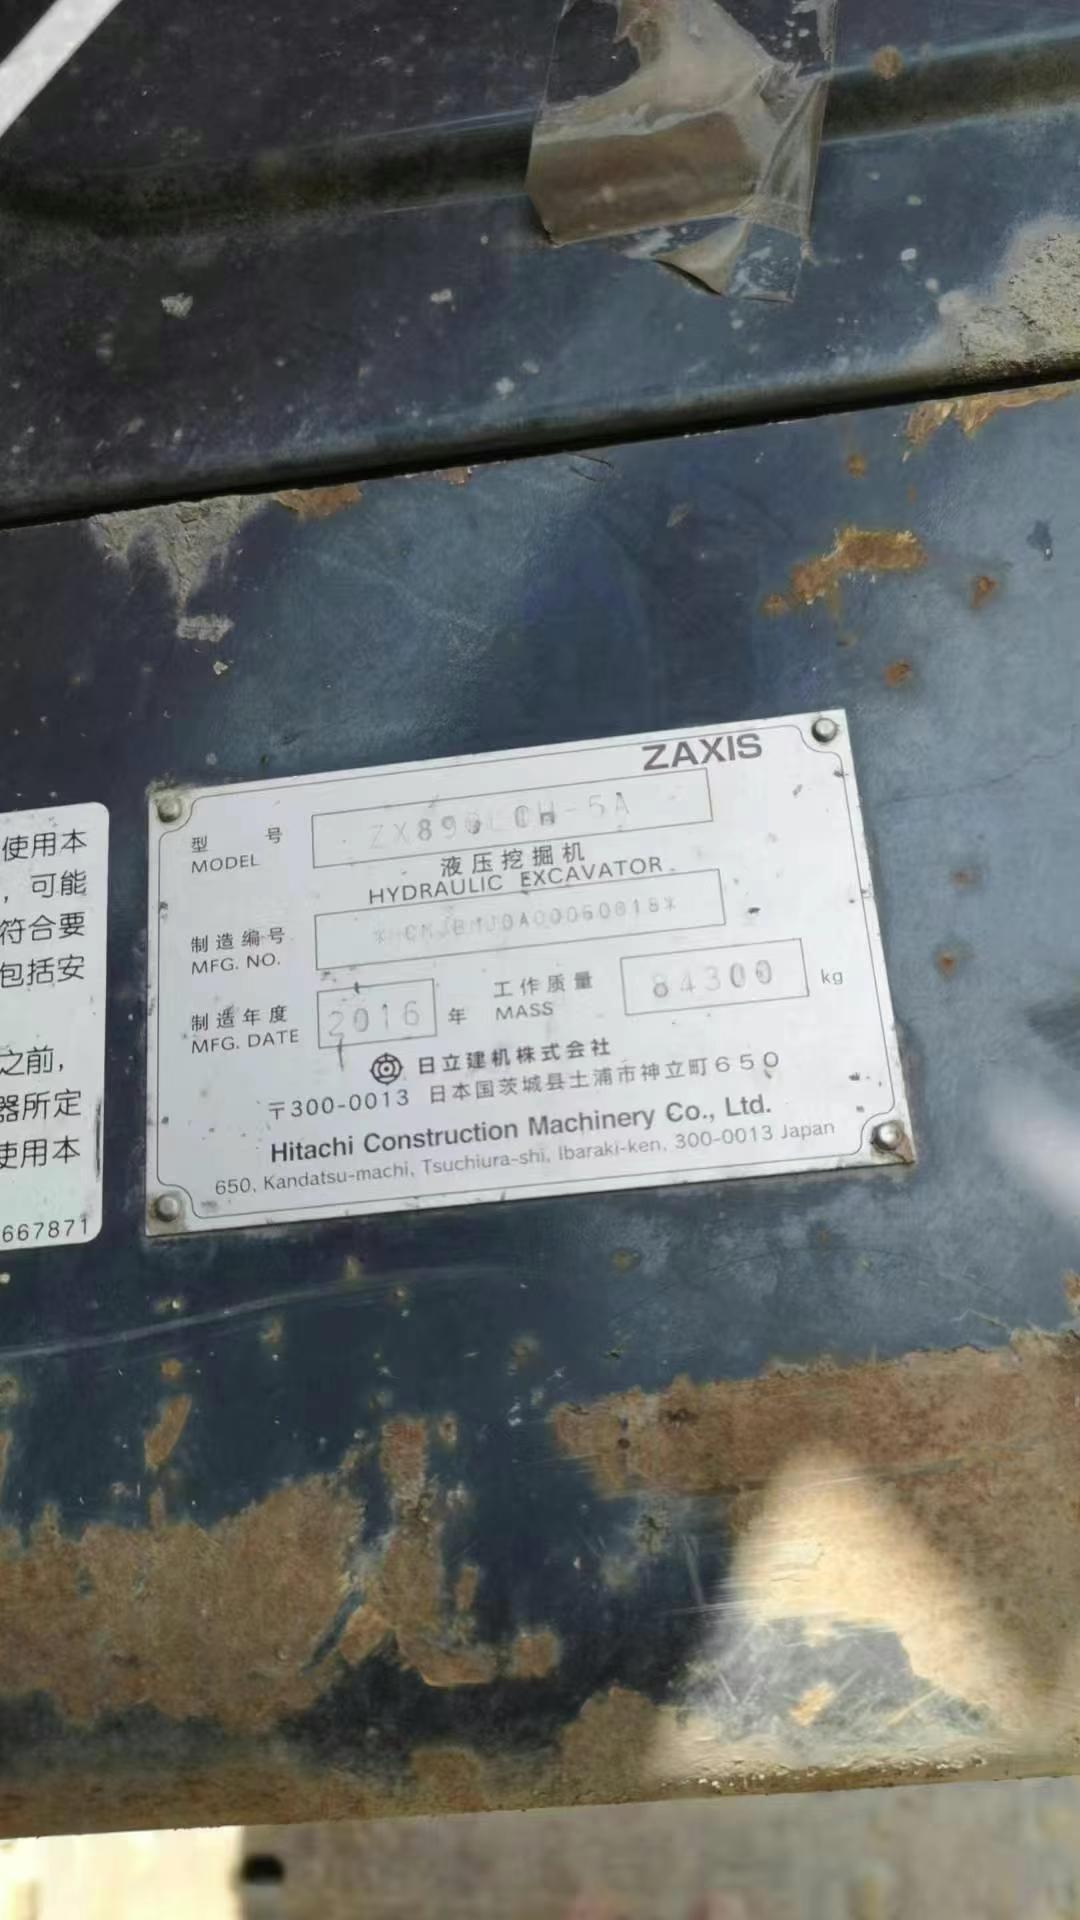 使用本
，可能
符合要
包括安
之前，
器所定
使用本
667871
ZAXIS
型 号
MODEL
液压挖掘机
HYDRAULIC EXCAVATOR
制造编号
MFG. NO.
制造年度 2016 年 工作质量 84300 kg
MFG. DATE MASS
日立建机株式会社
〒300-0013 日本国茨城县土浦市神立町650
Hitachi Construction Machinery Co., Ltd.
650, Kandatsu-machi, Tsuchiura-shi, Ibaraki-ken, 300-0013 Japan